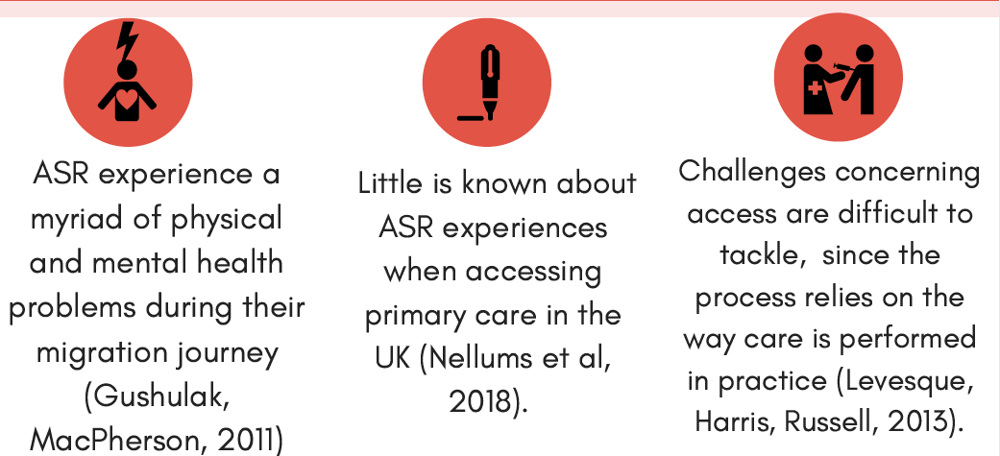 ASR experience a
myriad of physical
and mental health
problems during their
migration journey
(Gushulak,
MacPherson, 2011)
Little is known about
ASR experiences
when accessing
primary care in the
UK (Nellums et al,
2018).
Challenges concerning
access are difficult to
tackle,  since the
process relies on the
way care is performed
in practice (Levesque,
Harris, Russell, 2013).